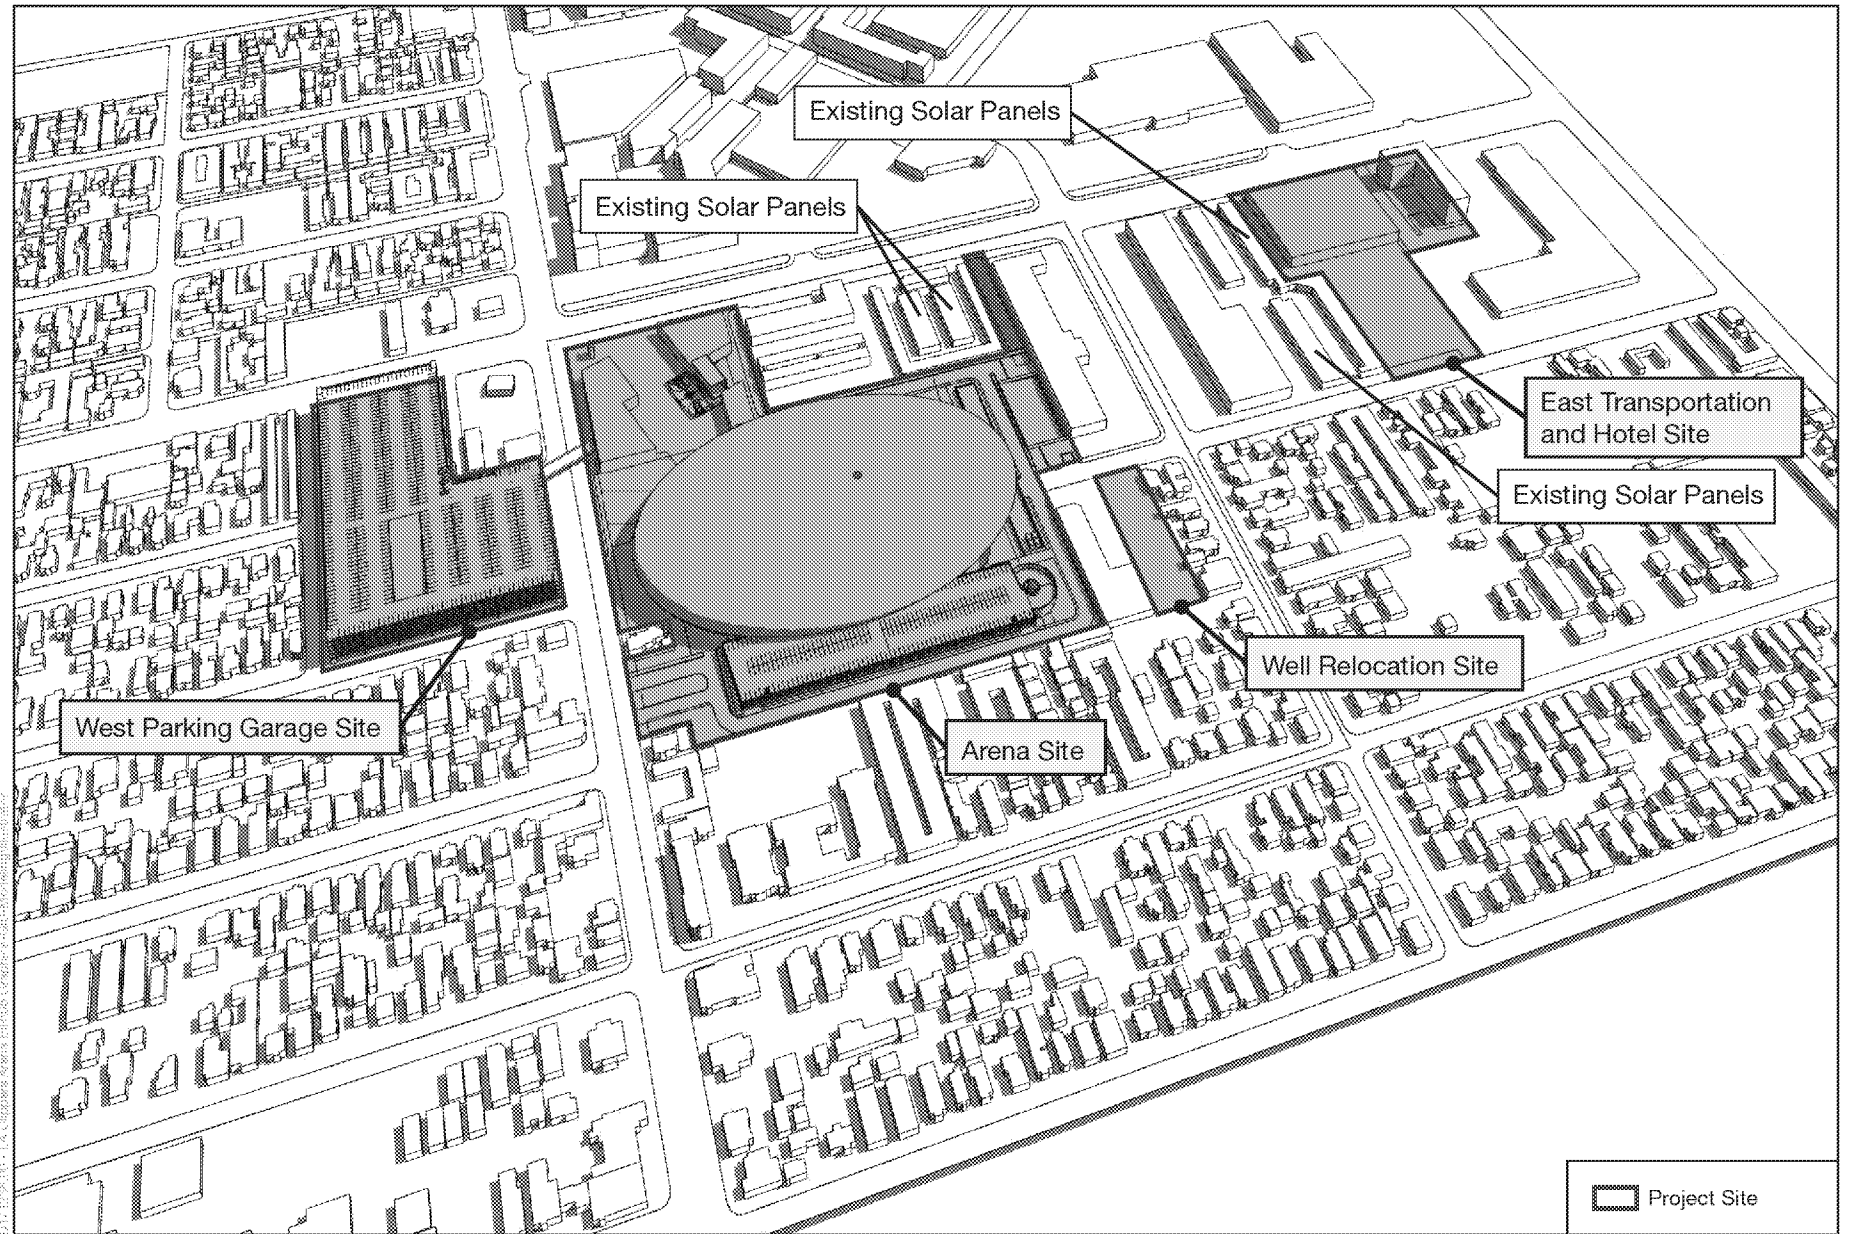 Existing Solar Panels
Existing Solar Panels
East Transportation
and Hotel Site
Existing Solar Panels
Well Relocation Site
West Parking Garage Site
Arena Site
Project Site